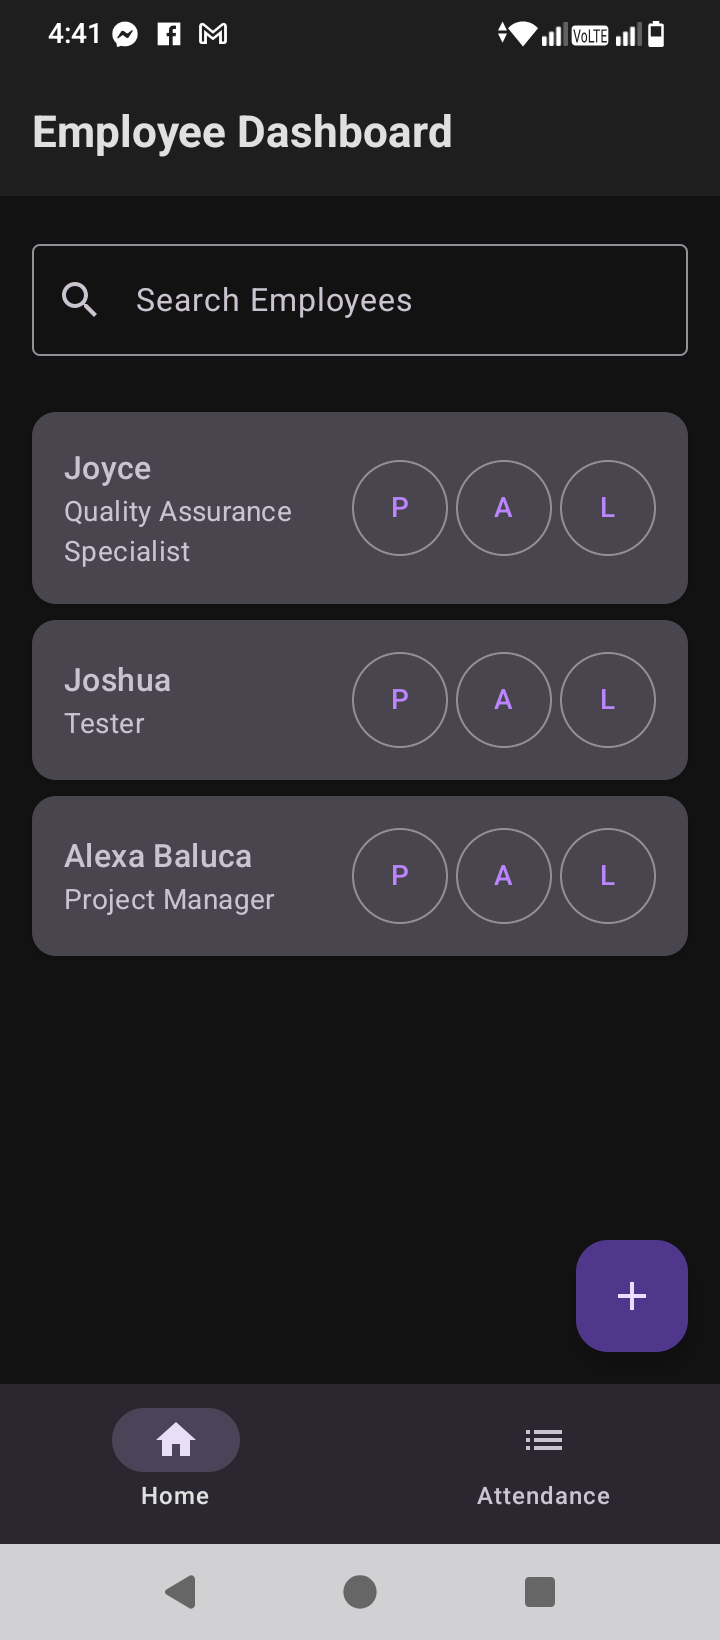 4:41
VoLTE
Employee Dashboard
Search Employees
Joyce
Quality Assurance
Specialist
P A L
Joshua
Tester
P A L
Alexa Baluca
Project Manager
P A L
Home
Attendance